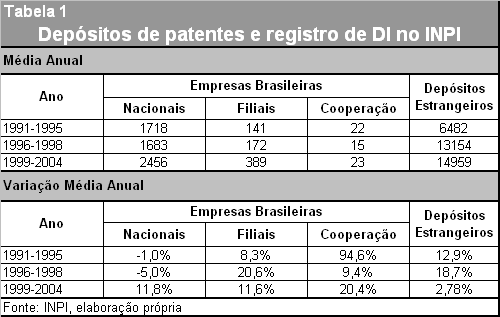 Tabela 1
Depósitos de patentes e registro de DI no INPI
Média Anual
Ano Empresas Brasileiras Depósitos Estrangeiros
Nacionais Filiais Cooperação
1991-1995 1718 141 22 6482
1996-1998 1683 172 15 13154
1999-2004 2456 389 23 14959
Variação Média Anual
Ano Empresas Brasileiras Depósitos Estrangeiros
Nacionais Filiais Cooperação
1991-1995 -1,0% 8,3% 94,6% 12,9%
1996-1998 -5,0% 20,6% 9,4% 18,7%
1999-2004 11,8% 11,6% 20,4% 2,78%
Fonte: INPI, elaboração própria